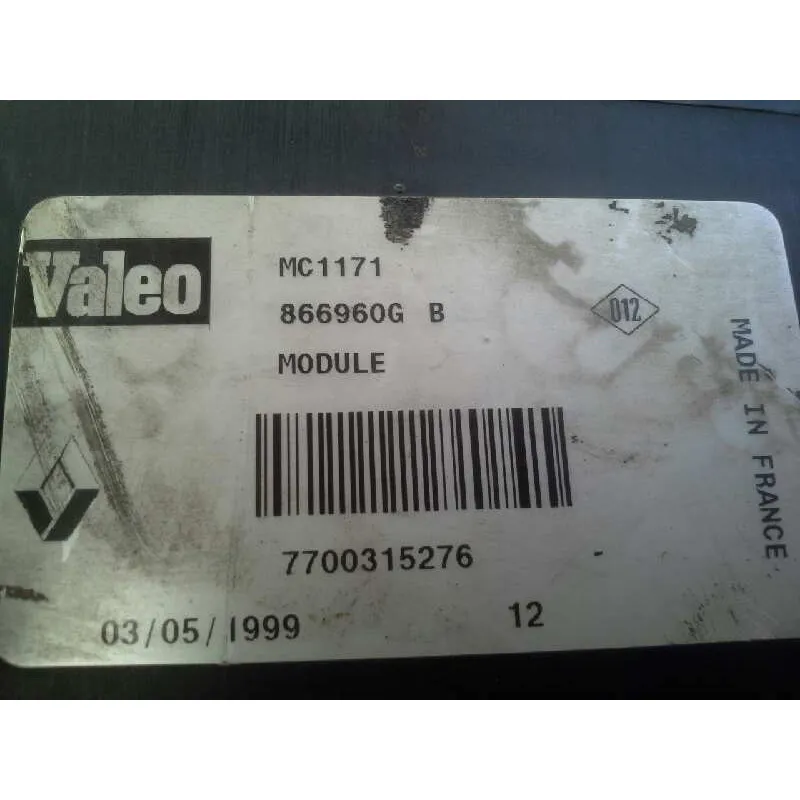 Valeo
MC1171
866960G B
012
MODULE
MADE IN FRANCE
7700315276
-
03/05/1999
12